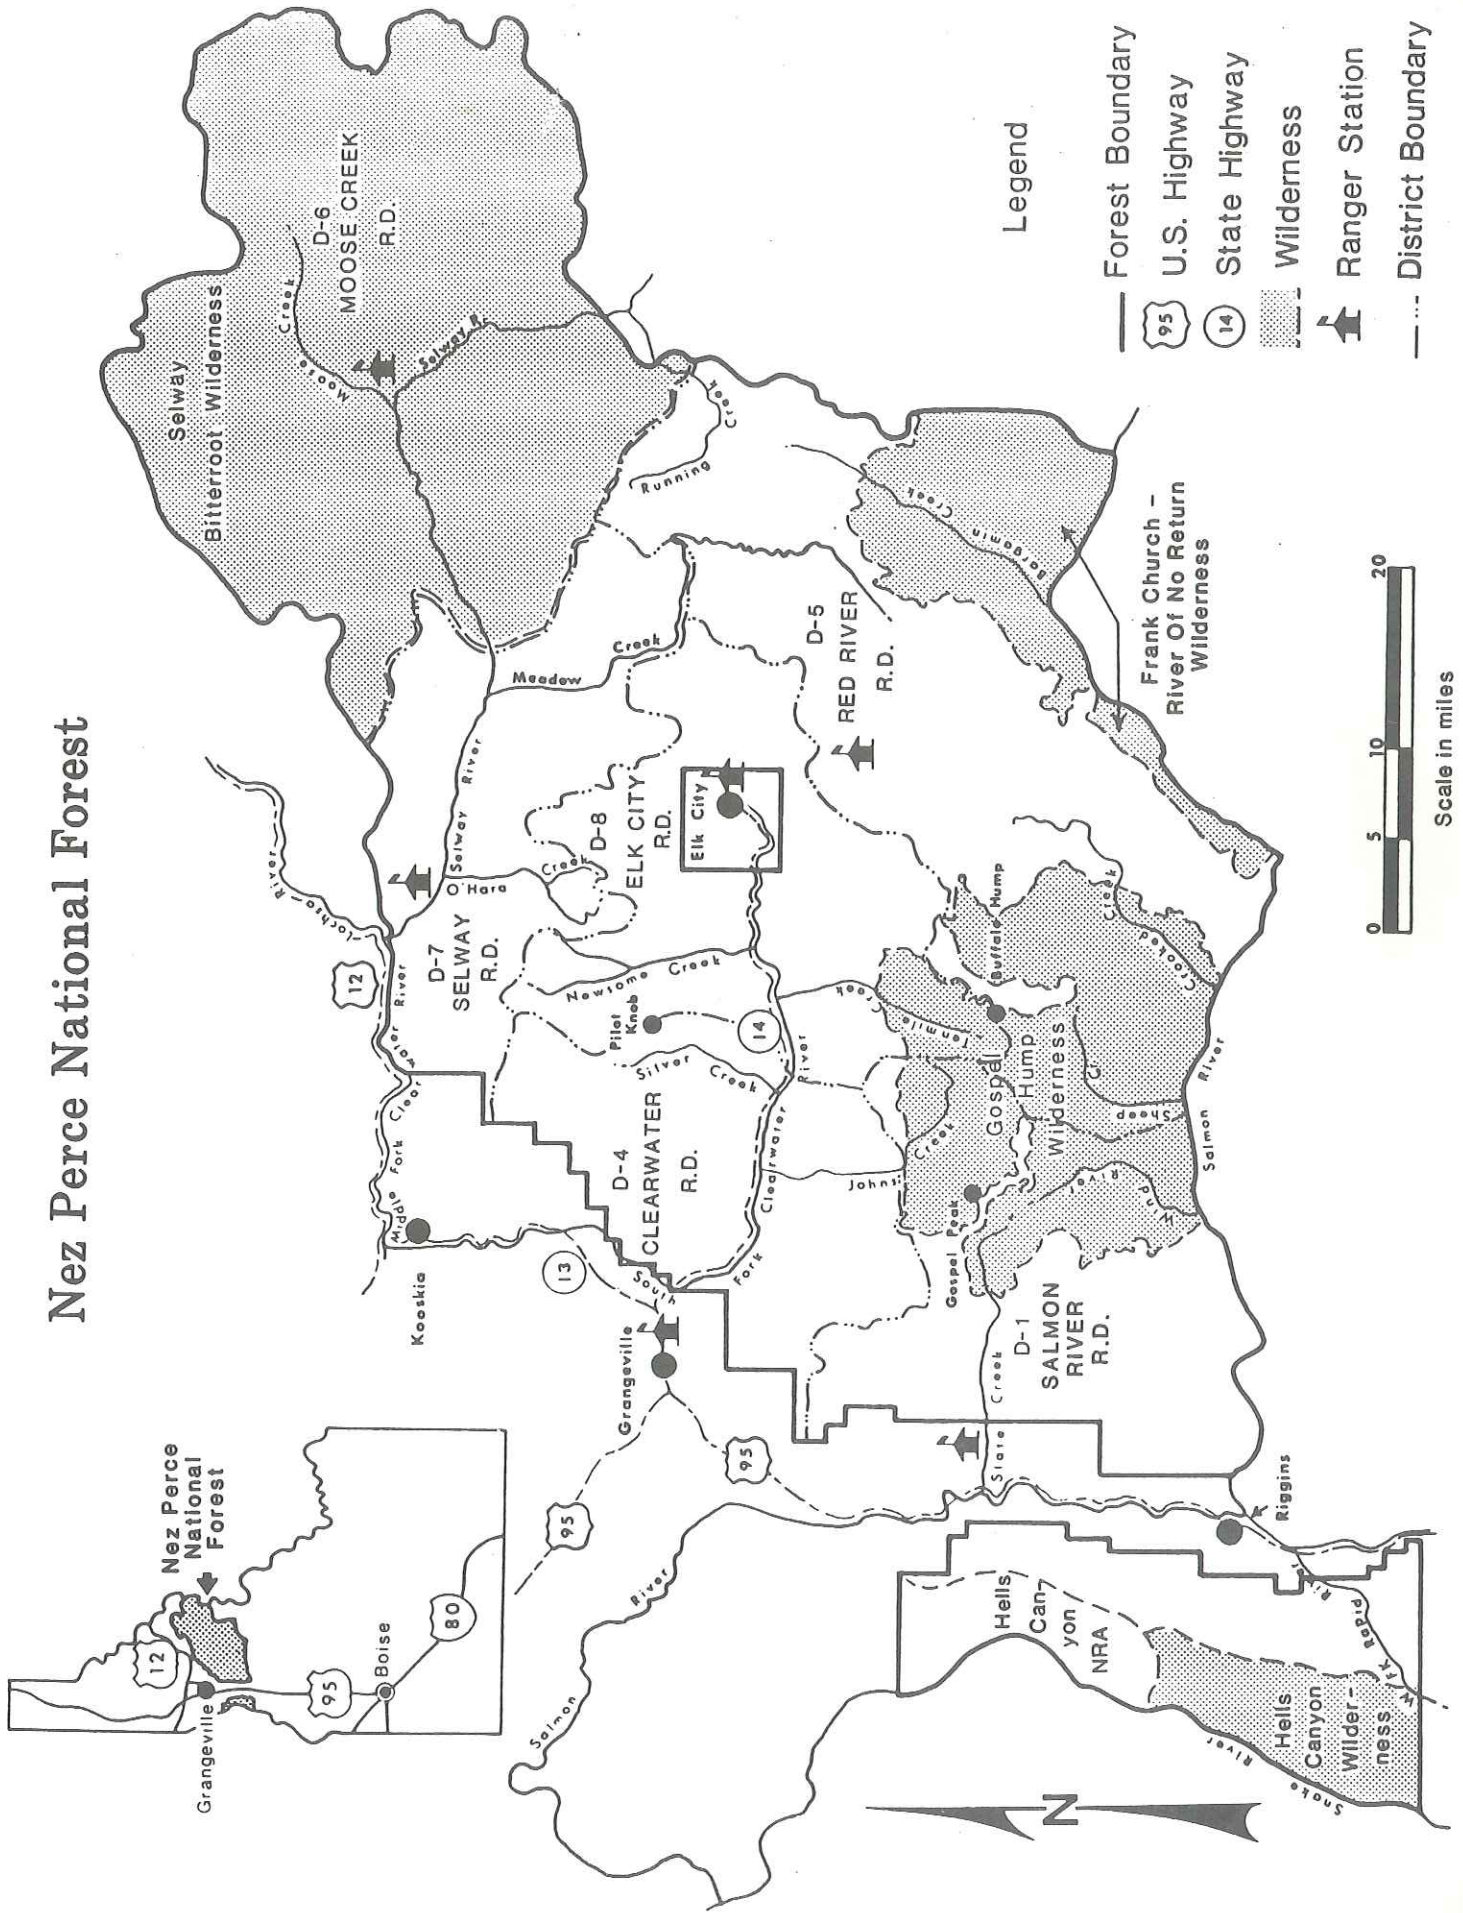 Nez Perce National Forest
Nez Perce
National
Forest
12
Grangeville
95
Boise
80
Kooskia
Middle Fork Clear water River
12
Lochsa River
Selway
Bitterroot Wilderness
D-6
MOOSE CREEK
R.D.
Moose Creek
Selway R.
D-7
SELWAY
R.D.
Selway River
O'Hara Creek
Meadow Creek
Running Creek
13
Grangeville
95
95
South Fork Clearwater River
D-4
CLEARWATER
R.D.
Pilot
Knob
Silver Creek
Newsome Creek
14
D-8
ELK CITY
R.D.
Elk City
D-5
RED RIVER
R.D.
Bargamin Creek
Johns Creek
Tenmile Creek
Gospel Peak
Buffalo Hump
Gospel
Hump
Wilderness
Crooked Creek
Sheep Cr
Wind River
Salmon River
D-1
SALMON
RIVER
R.D.
Slate Creek
Salmon River
Riggins
Rapid River
W FK
Hells
Can-
yon
NRA
Hells
Canyon
Wilder-
ness
Snake River
N
Frank Church -
River Of No Return
Wilderness
0 5 10 20
Scale in miles
Legend
Forest Boundary
95 U.S. Highway
14 State Highway
Wilderness
Ranger Station
District Boundary